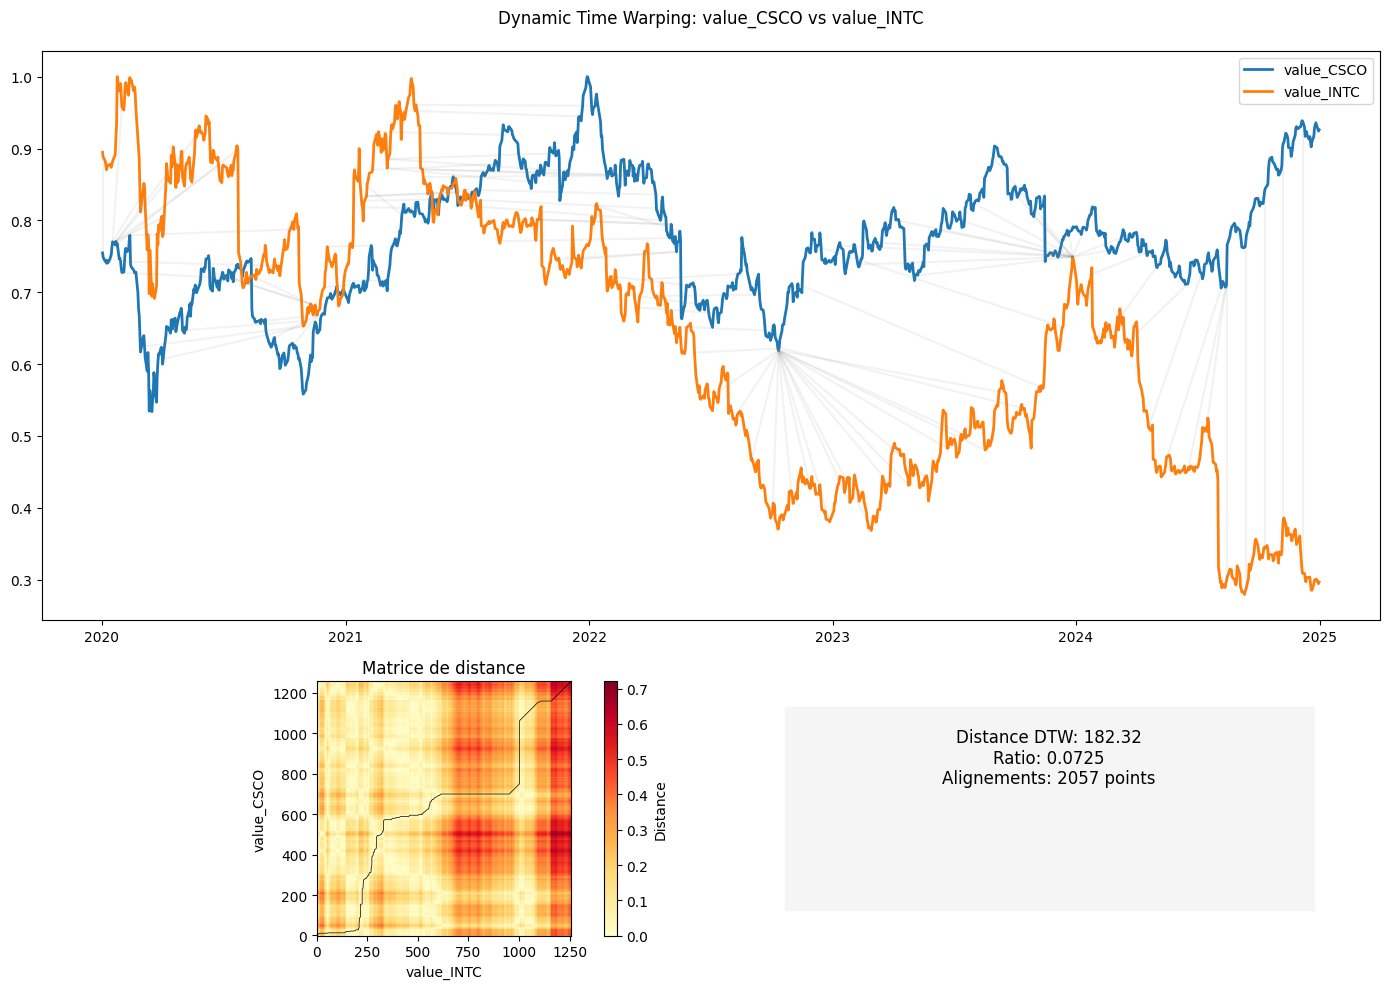 Dynamic Time Warping: value_CSCO vs value_INTC
value_CSCO
value_INTC
1.0
0.9
0.8
0.7
0.6
0.5
0.4
0.3
2020 2021 2022 2023 2024 2025
Matrice de distance
1200
1000
800
600
400
200
0
value_CSCO
0 250 500 750 1000 1250
value_INTC
0.7
0.6
0.5
0.4
0.3
0.2
0.1
0.0
Distance
Distance DTW: 182.32
Ratio: 0.0725
Alignements: 2057 points